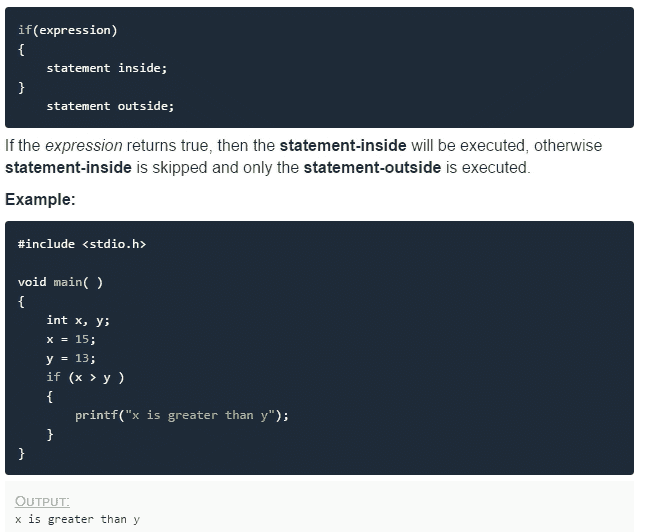 if(expression)
{
    statement inside;
}
    statement outside;
If the expression returns true, then the statement-inside will be executed, otherwise
statement-inside is skipped and only the statement-outside is executed.
Example:
#include <stdio.h>
void main( )
{
    int x, y;
    x = 15;
    y = 13;
    if (x > y )
    {
        printf("x is greater than y");
    }
}
OUTPUT:
x is greater than y